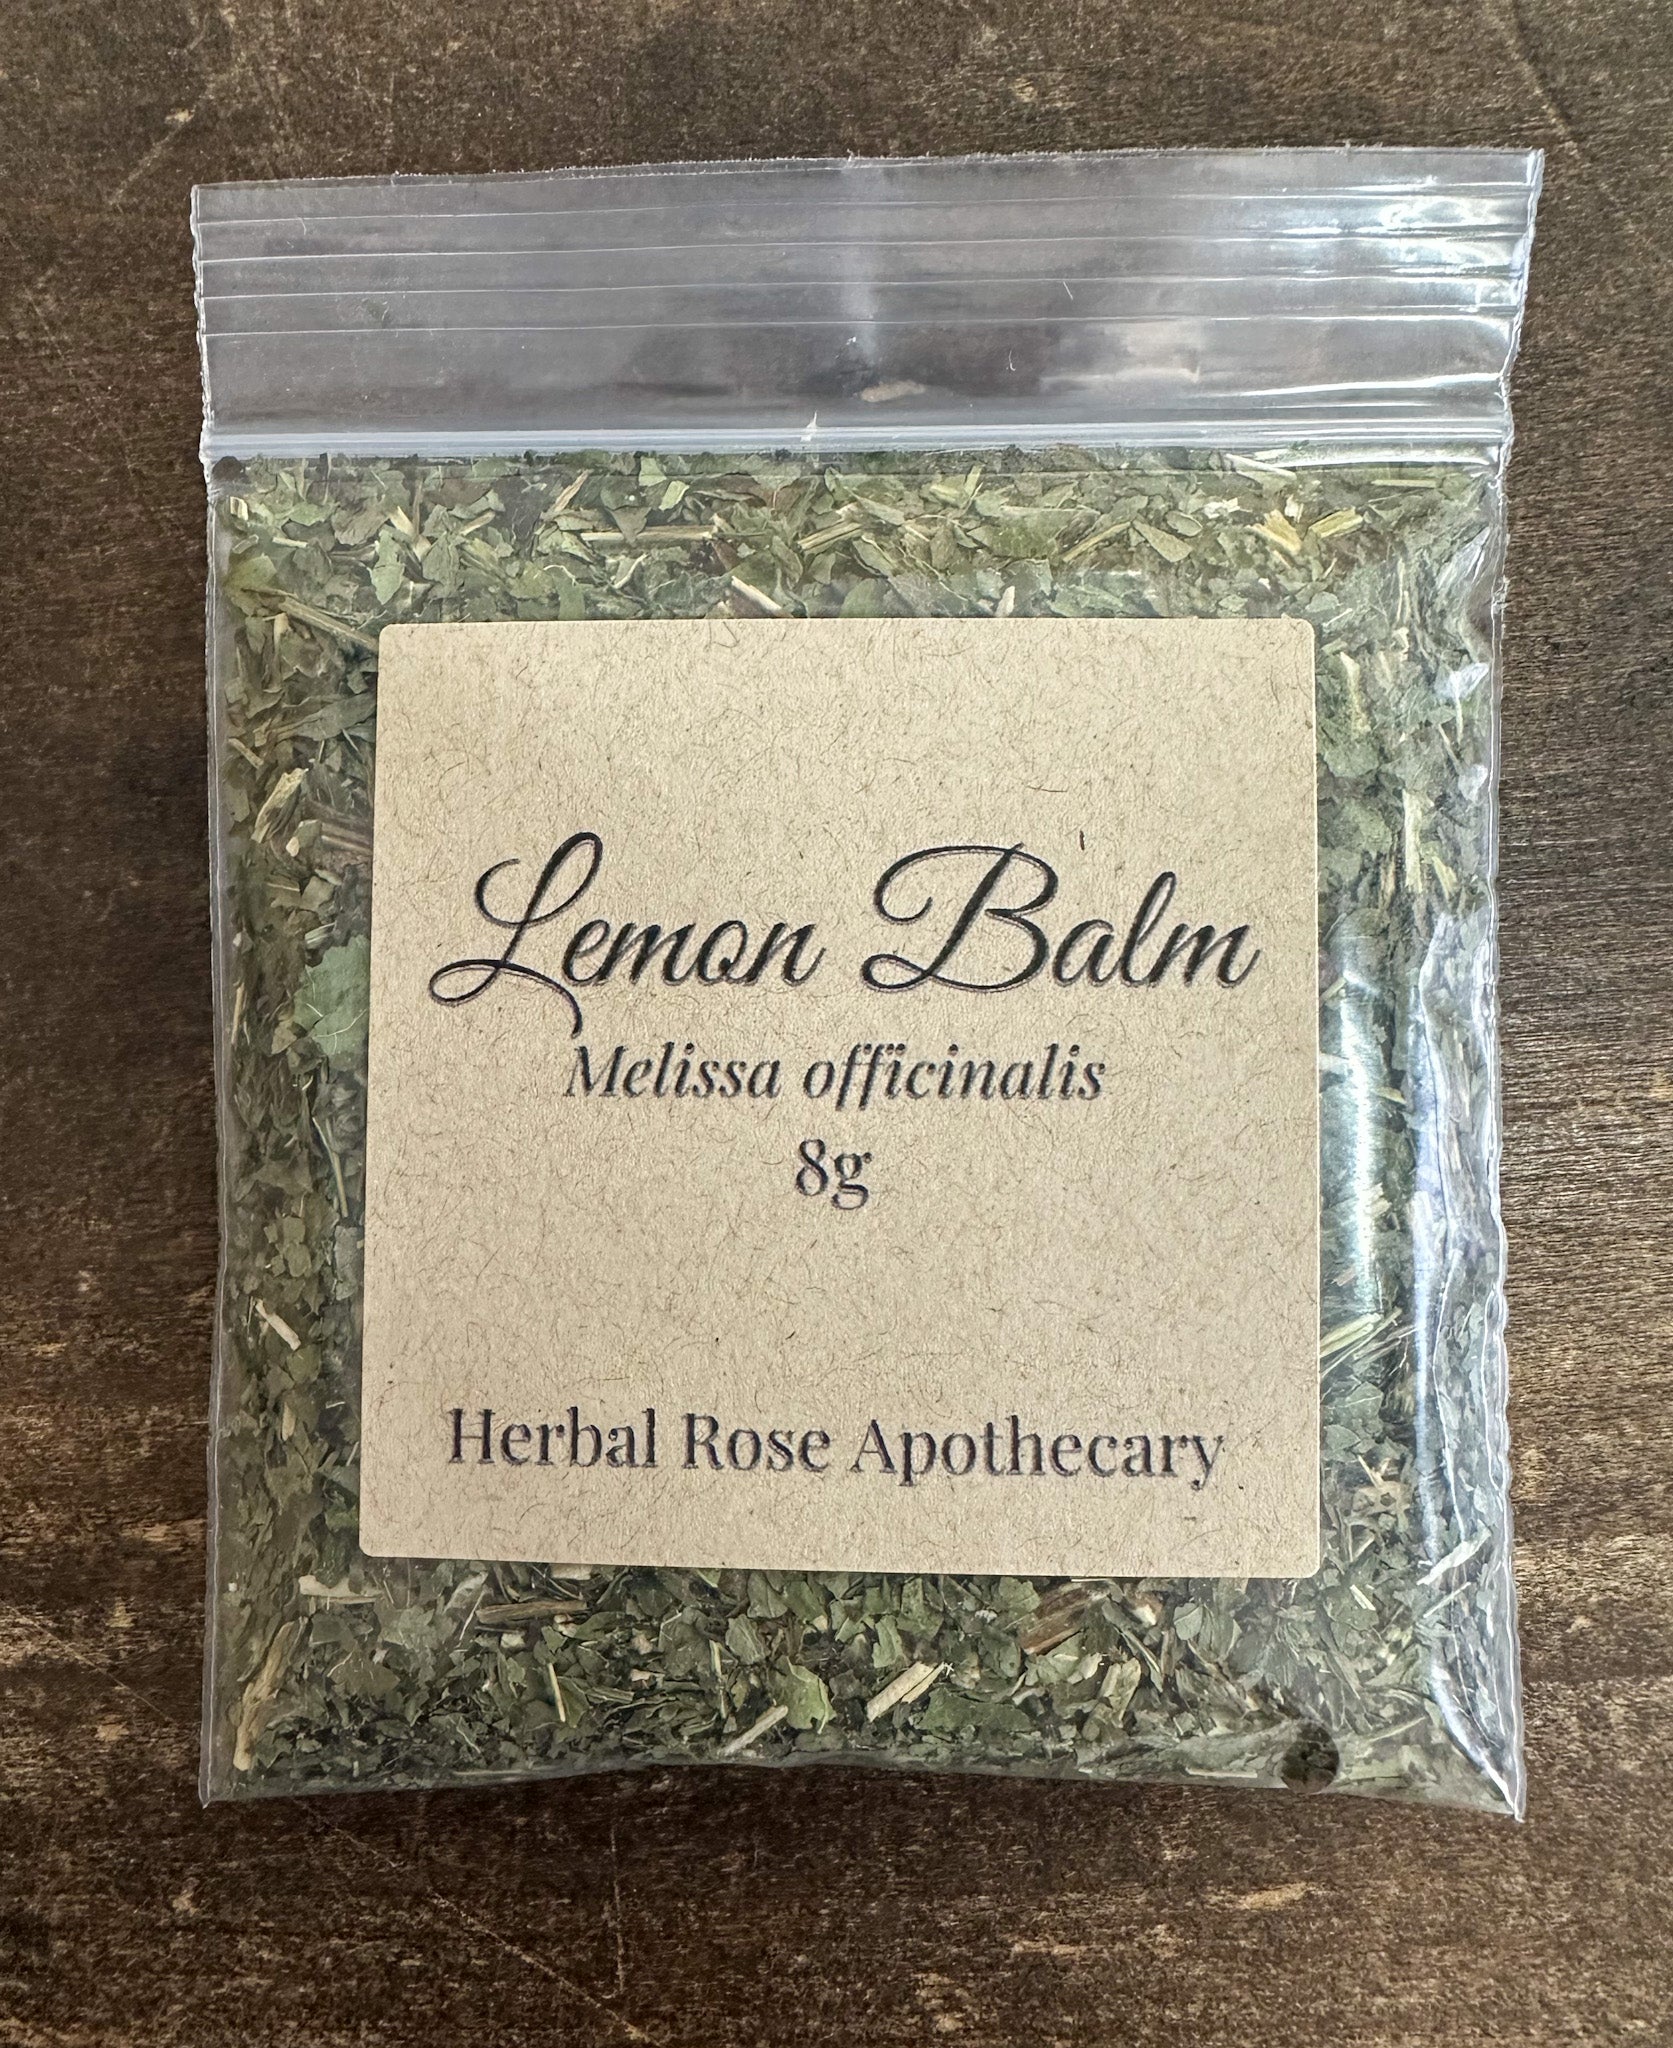 Lemon Balm
Melissa officinalis
8g
Herbal Rose Apothecary